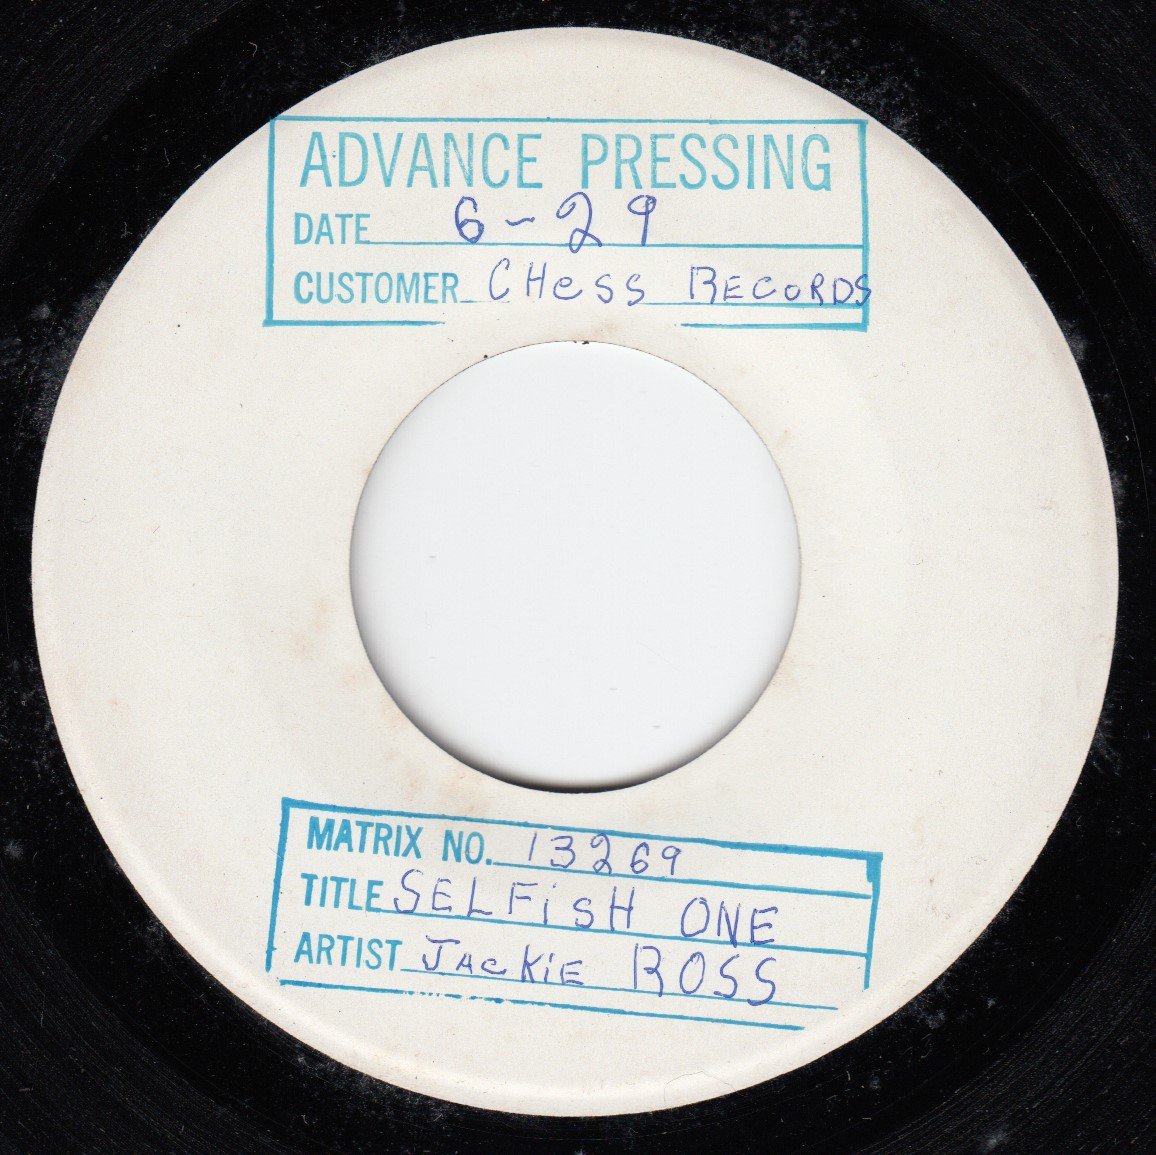 ADVANCE PRESSING
DATE 6-29
CUSTOMER CHess RECORDS
MATRIX NO. 13269
TITLE SELFiSH ONE
ARTIST JACKiE ROSS